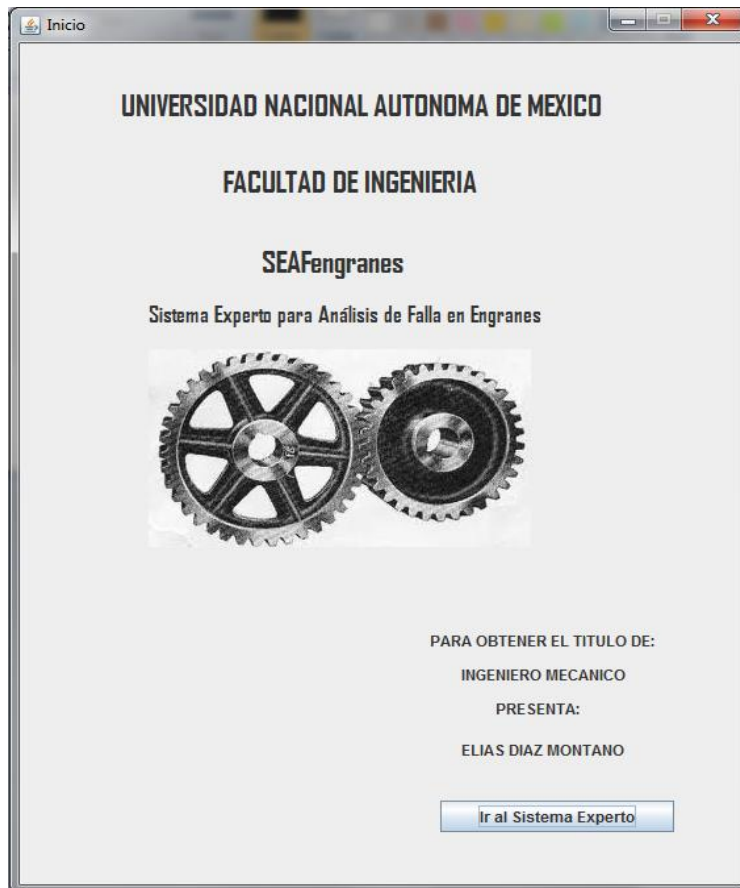 Inicio
UNIVERSIDAD NACIONAL AUTONOMA DE MEXICO
FACULTAD DE INGENIERIA
SEAFengranes
Sistema Experto para Análisis de Falla en Engranes
PARA OBTENER EL TITULO DE:
INGENIERO MECANICO
PRESENTA:
ELIAS DIAZ MONTANO
Ir al Sistema Experto